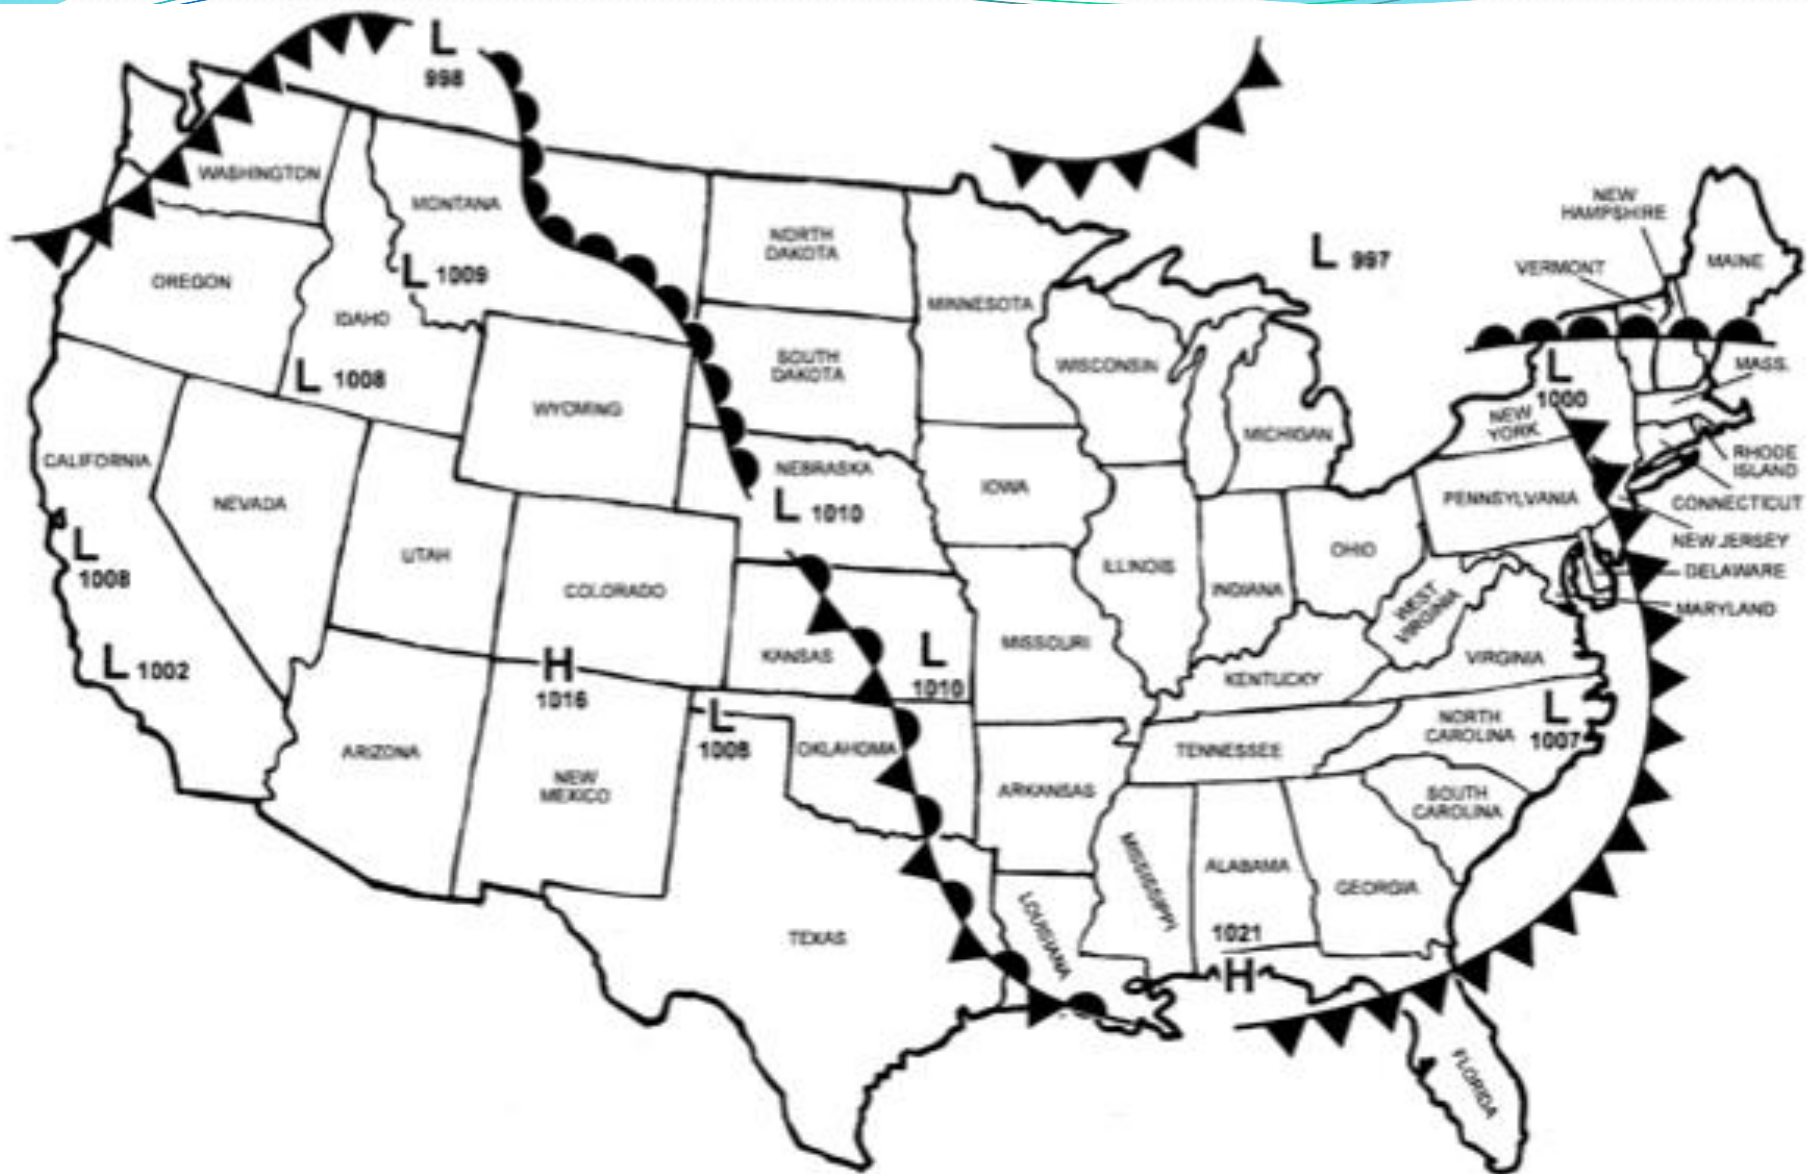 L
998
WASHINGTON
MONTANA
NORTH
DAKOTA
NEW
HAMPSHIRE
VERMONT
MAINE
L 997
OREGON
L 1009
IDAHO
MINNESOTA
L 1008
WYOMING
SOUTH
DAKOTA
WISCONSIN
L
1000
MASS.
NEW
YORK
MICHIGAN
CALIFORNIA
NEVADA
NEBRASKA
L 1010
IOWA
PENNSYLVANIA
RHODE
ISLAND
CONNECTICUT
NEW JERSEY
DELAWARE
MARYLAND
L
1008
UTAH
COLORADO
ILLINOIS
INDIANA
OHIO
WEST
VIRGINIA
L 1002
H
1016
KANSAS
L
1010
MISSOURI
KENTUCKY
VIRGINIA
ARIZONA
NEW
MEXICO
L
OKLAHOMA
TENNESSEE
NORTH
CAROLINA
L
1007
ARKANSAS
SOUTH
CAROLINA
MISSISSIPPI
ALABAMA
GEORGIA
TEXAS
LOUISIANA
1021
H
FLORIDA